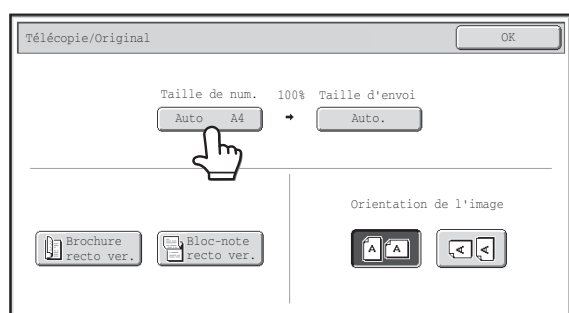 Télécopie/Original
OK
Taille de num. 100% Taille d'envoi
Auto A4 Auto.
Orientation de l'image
Brochure
recto ver.
Bloc-note
recto ver.
A A A A